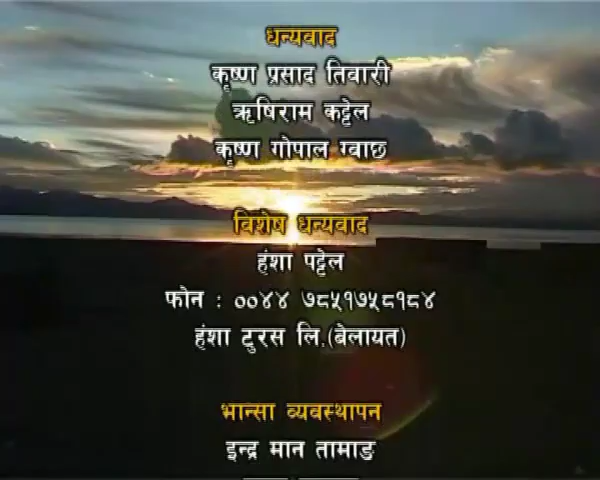 धन्यवाद
कृष्ण प्रसाद तिवारी
ऋषिराम कट्टेल
कृष्ण गोपाल ग्वाछ
विशेष धन्यवाद
हंशा पट्टेल
फोन : ००४४ ७८५१७५८१८४
हंशा टुरस लि.(बेलायत)
भान्सा व्यवस्थापन
इन्द्र मान तामाङ